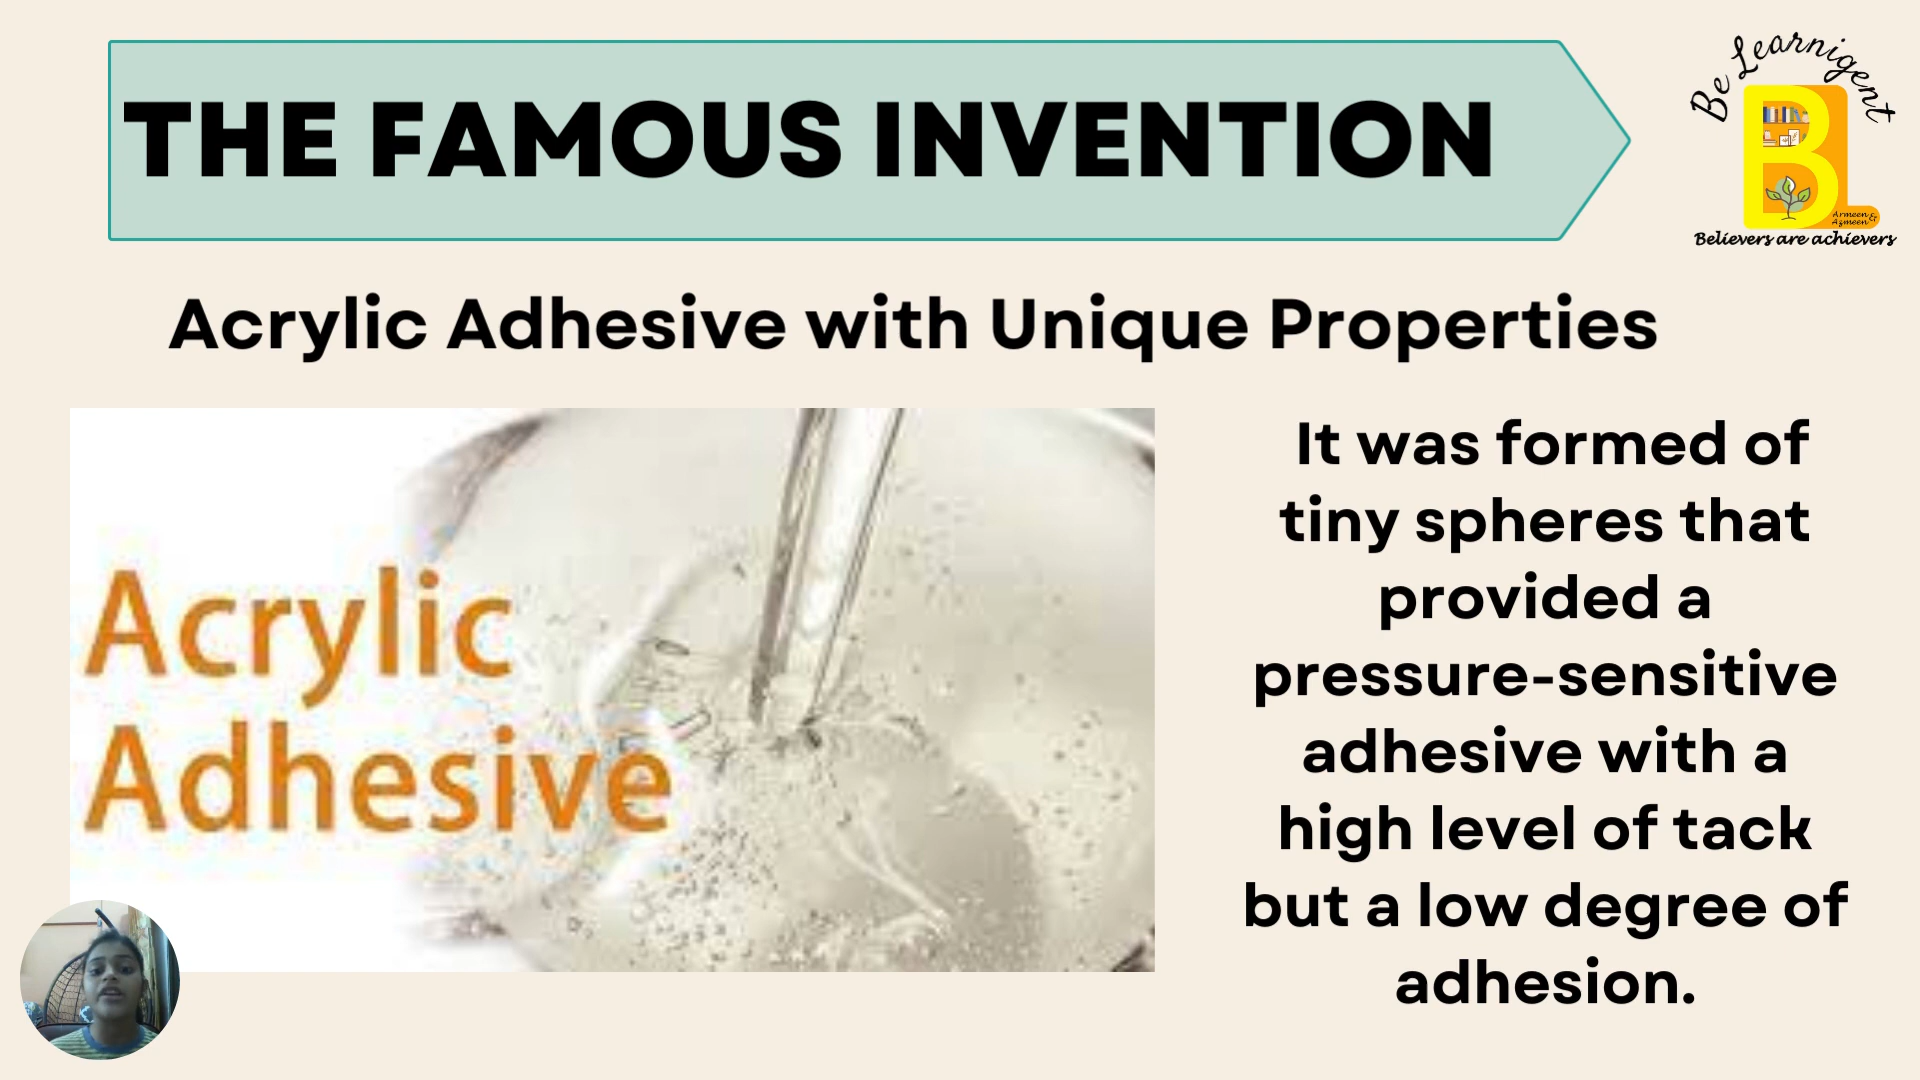 THE FAMOUS INVENTION
Be Learnigent
Armeen &
Azmeen
Believers are achievers
Acrylic Adhesive with Unique Properties
Acrylic
Adhesive
It was formed of
tiny spheres that
provided a
pressure-sensitive
adhesive with a
high level of tack
but a low degree of
adhesion.